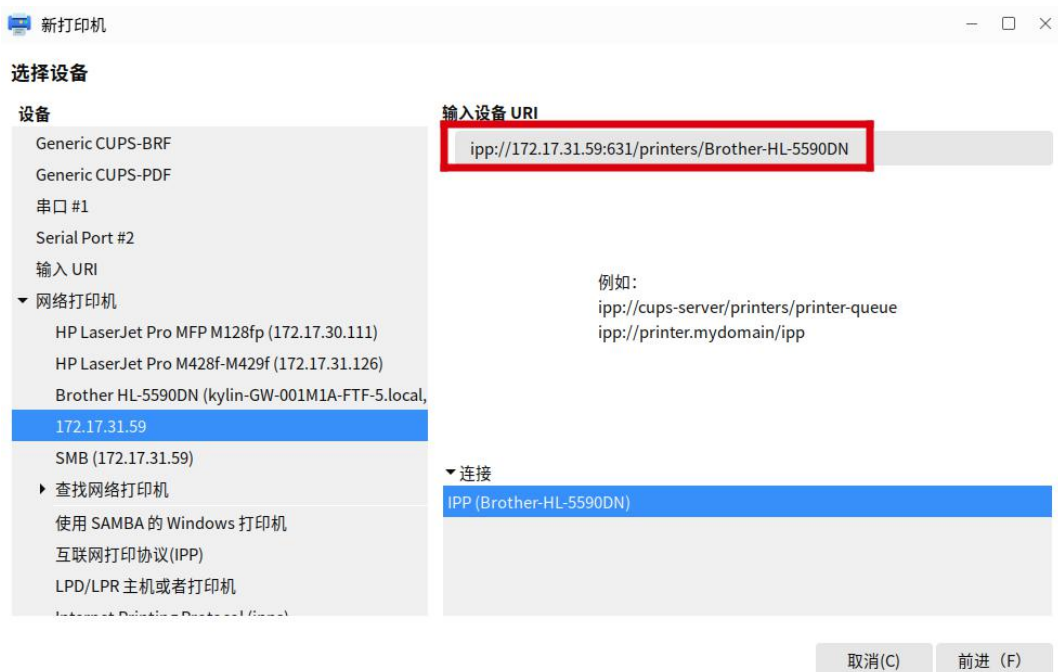 新打印机
选择设备
设备
Generic CUPS-BRF
Generic CUPS-PDF
串口 #1
Serial Port #2
输入 URI
网络打印机
HP LaserJet Pro MFP M128fp (172.17.30.111)
HP LaserJet Pro M428f-M429f (172.17.31.126)
Brother HL-5590DN (kylin-GW-001M1A-FTF-5.local,
172.17.31.59
SMB (172.17.31.59)
查找网络打印机
使用 SAMBA 的 Windows 打印机
互联网打印协议(IPP)
LPD/LPR 主机或者打印机
Internet Printing Protocol (ipps)
输入设备 URI
ipp://172.17.31.59:631/printers/Brother-HL-5590DN
例如：
ipp://cups-server/printers/printer-queue
ipp://printer.mydomain/ipp
连接
IPP (Brother-HL-5590DN)
取消(C)
前进（F）